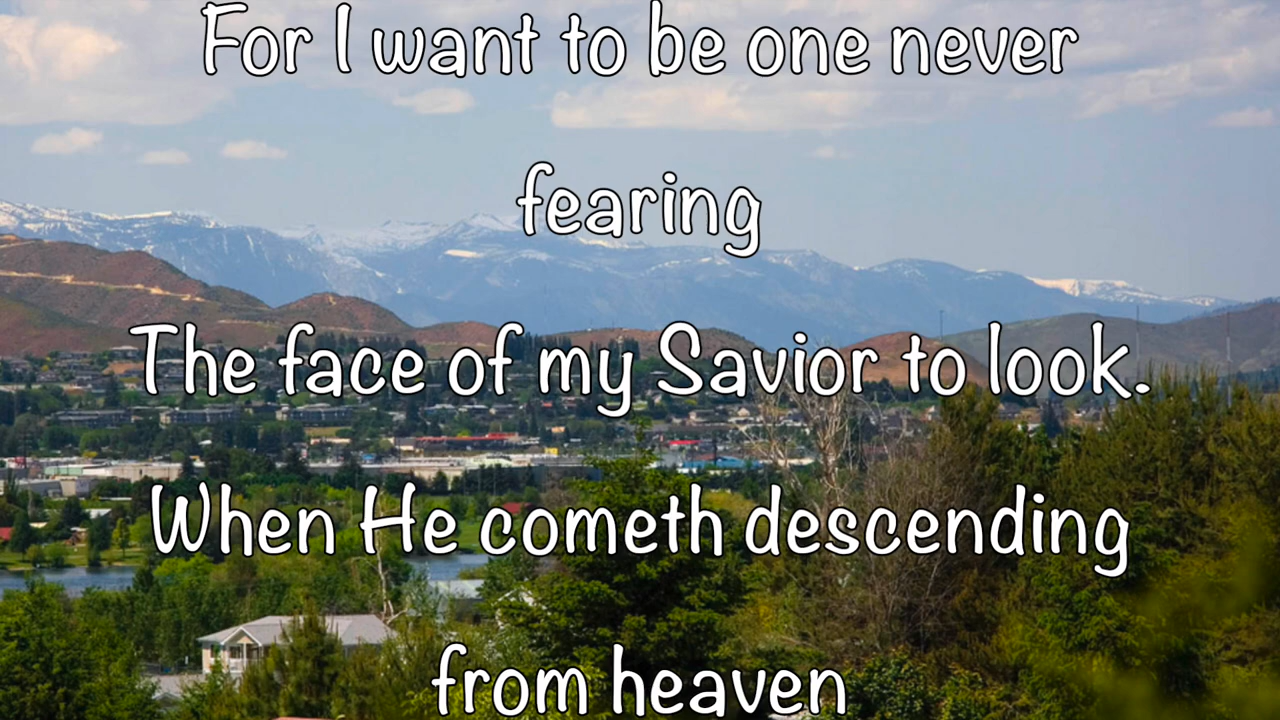 For I want to be one never
fearing
The face of my Savior to look.
When He cometh descending
from heaven